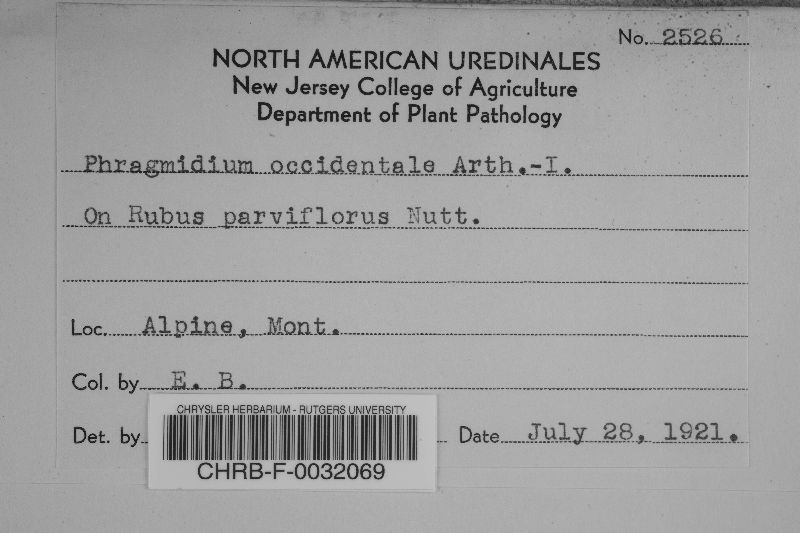 No. 2526
NORTH AMERICAN UREDINALES
New Jersey College of Agriculture
Department of Plant Pathology
Phragmidium occidentale Arth.-I.
On Rubus parviflorus Nutt.
Loc. Alpine, Mont.
Col. by E. B.
Det. by Date July 28, 1921.
CHRYSLER HERBARIUM - RUTGERS UNIVERSITY
CHRB-F-0032069